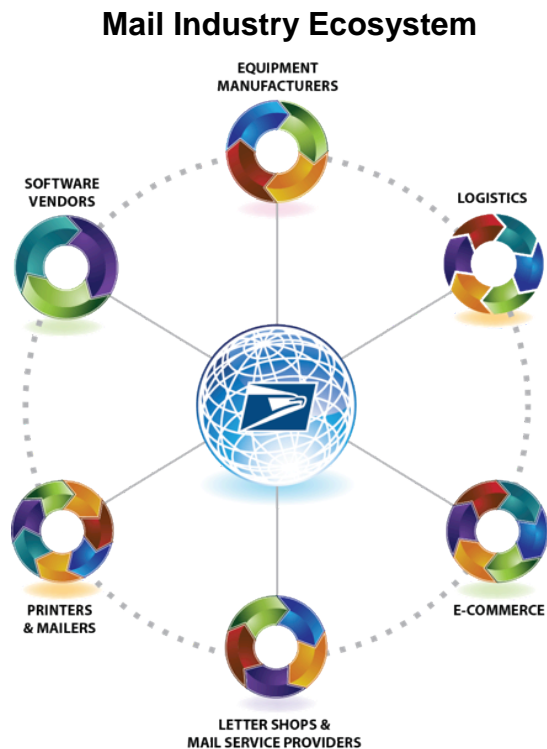 Mail Industry Ecosystem
EQUIPMENT
MANUFACTURERS
SOFTWARE
VENDORS
LOGISTICS
PRINTERS
& MAILERS
E-COMMERCE
LETTER SHOPS &
MAIL SERVICE PROVIDERS